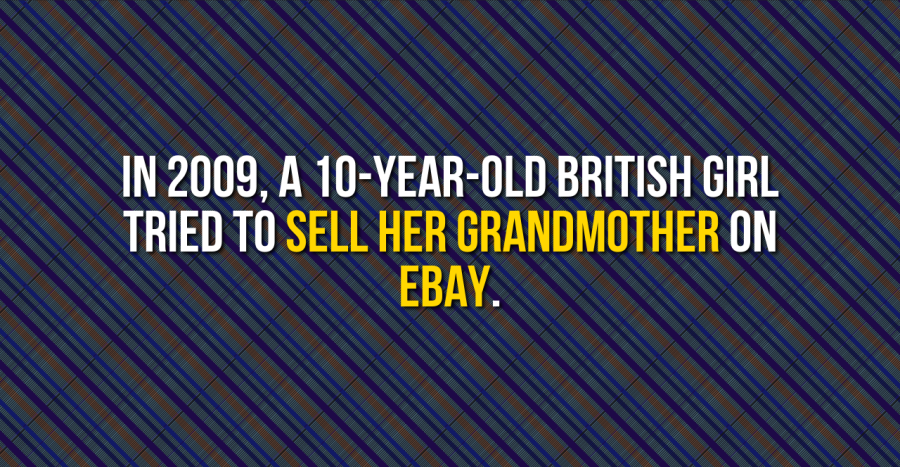 IN 2009, A 10-YEAR-OLD BRITISH GIRL
TRIED TO SELL HER GRANDMOTHER ON
EBAY.